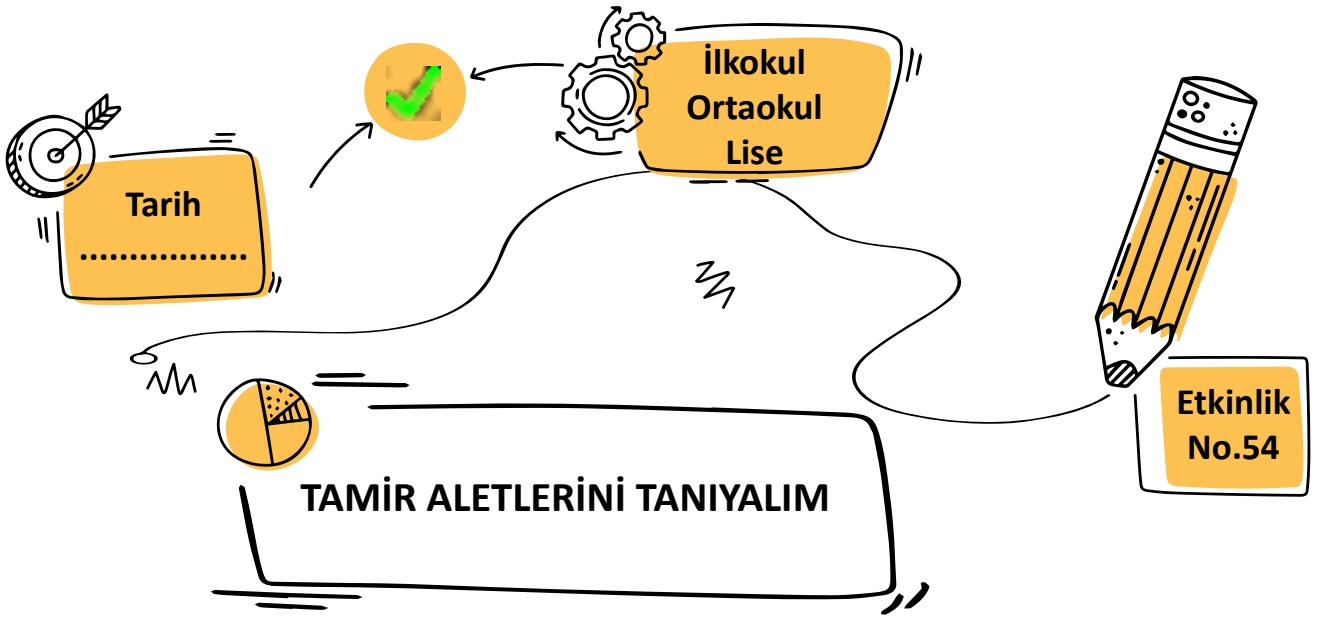 İlkokul
Ortaokul
Lise
Tarih
.................
Etkinlik
No.54
TAMİR ALETLERİNİ TANIYALIM